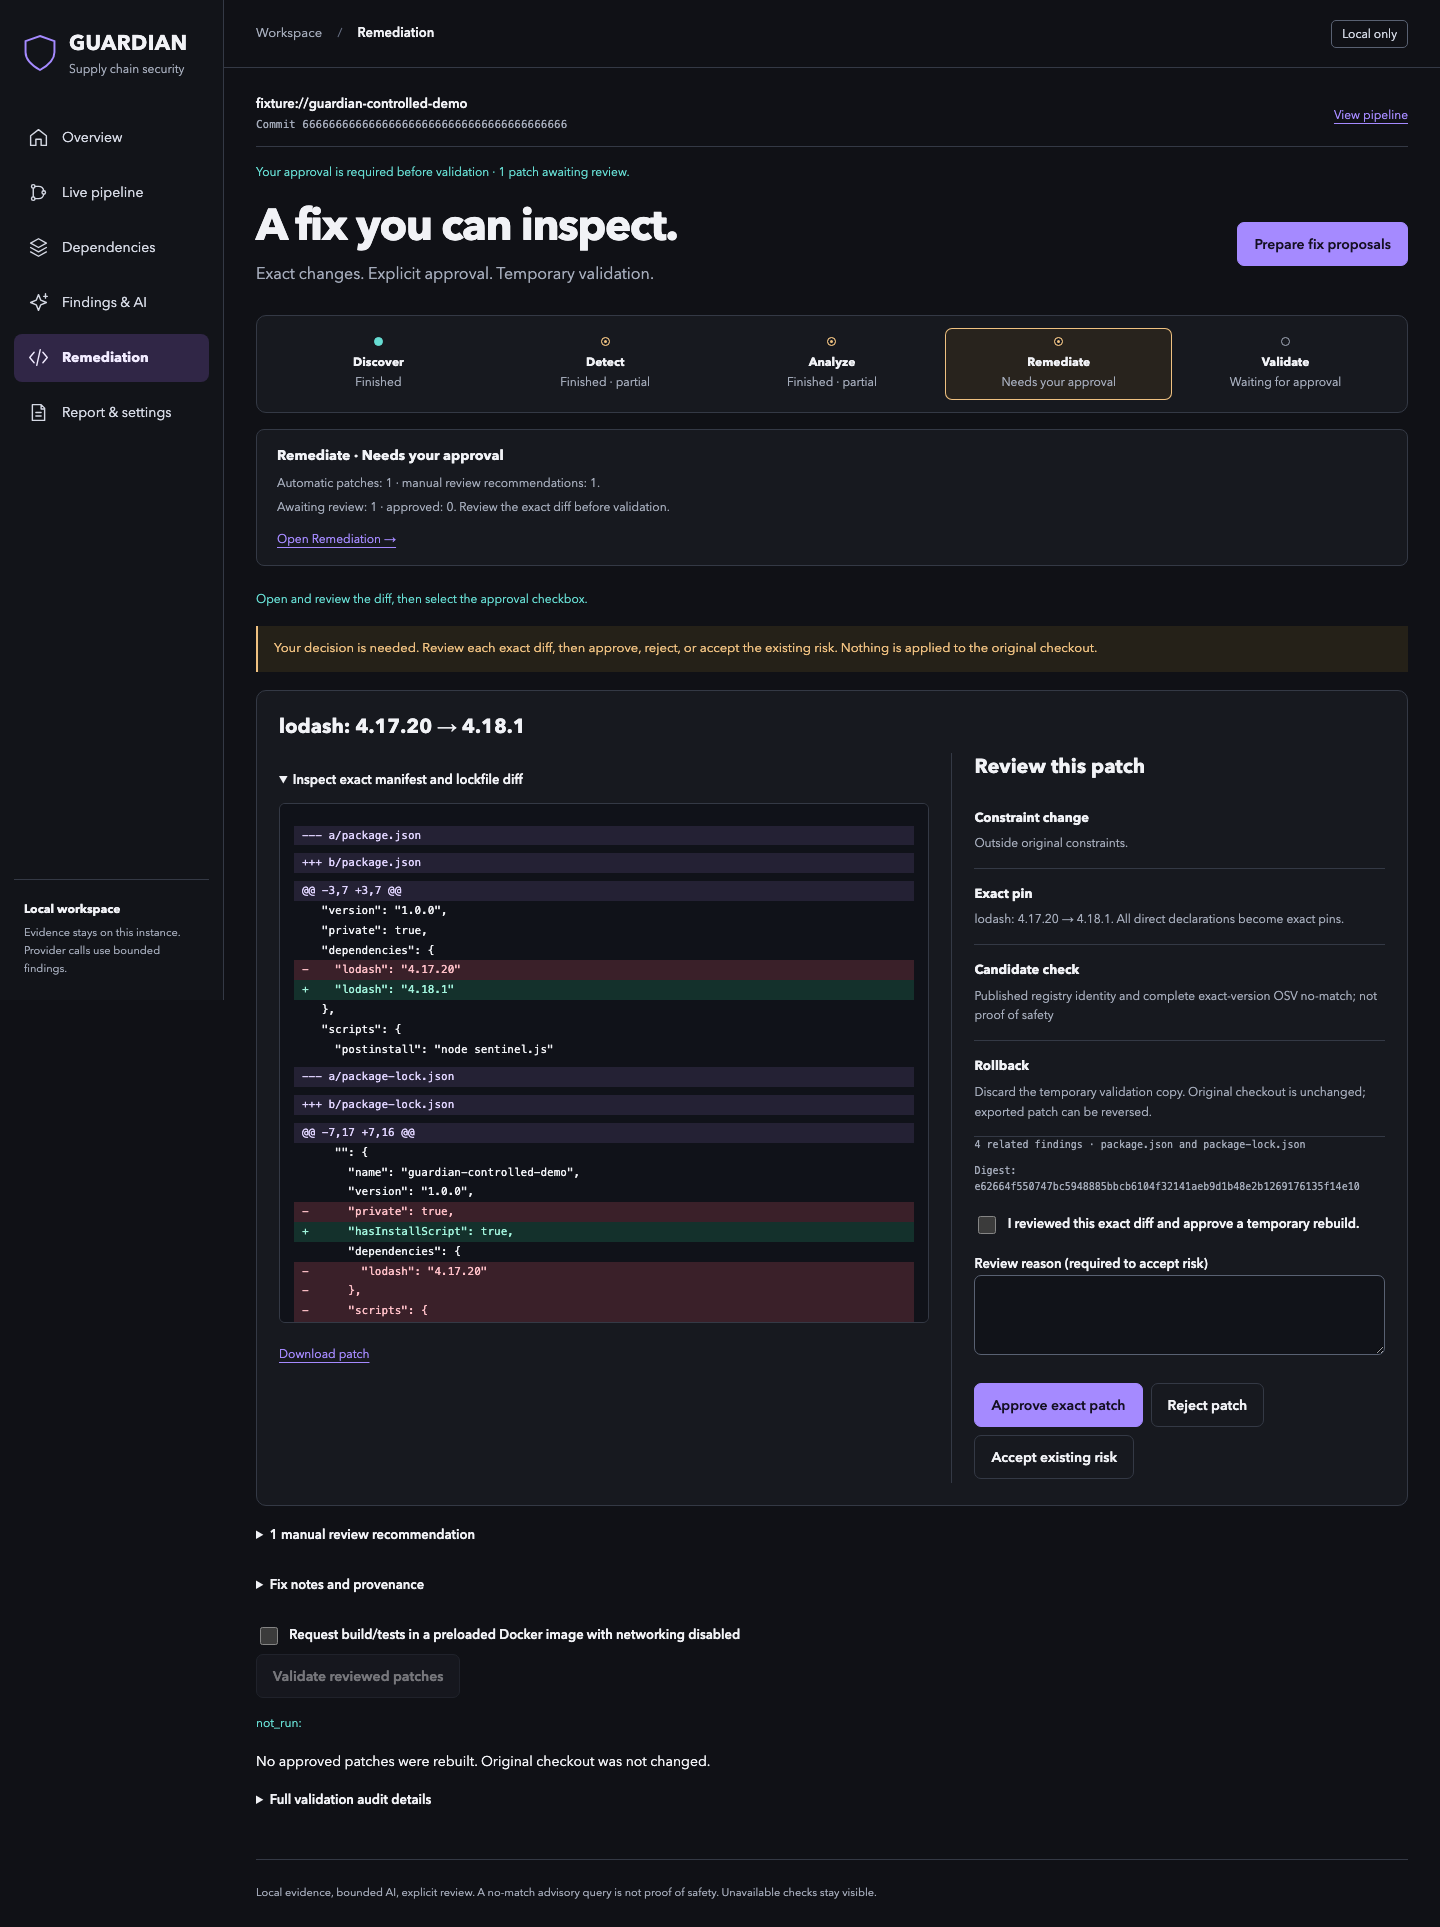 GUARDIAN
Supply chain security
Overview
Live pipeline
Dependencies
Findings & AI
Remediation
Report & settings
Local workspace
Evidence stays on this instance.
Provider calls use bounded
findings.
Workspace / Remediation
Local only
fixture://guardian-controlled-demo
Commit 6666666666666666666666666666666666666666
View pipeline
Your approval is required before validation · 1 patch awaiting review.
A fix you can inspect.
Exact changes. Explicit approval. Temporary validation.
Prepare fix proposals
Discover
Finished
Detect
Finished · partial
Analyze
Finished · partial
Remediate
Needs your approval
Validate
Waiting for approval
Remediate · Needs your approval
Automatic patches: 1 · manual review recommendations: 1.
Awaiting review: 1 · approved: 0. Review the exact diff before validation.
Open Remediation →
Open and review the diff, then select the approval checkbox.
Your decision is needed. Review each exact diff, then approve, reject, or accept the existing risk. Nothing is applied to the original checkout.
lodash: 4.17.20 → 4.18.1
▼ Inspect exact manifest and lockfile diff
--- a/package.json
+++ b/package.json
@@ -3,7 +3,7 @@
"version": "1.0.0",
"private": true,
"dependencies": {
-    "lodash": "4.17.20"
+    "lodash": "4.18.1"
},
"scripts": {
"postinstall": "node sentinel.js"
--- a/package-lock.json
+++ b/package-lock.json
@@ -7,17 +7,16 @@
"": {
"name": "guardian-controlled-demo",
"version": "1.0.0",
-      "private": true,
+      "hasInstallScript": true,
"dependencies": {
-        "lodash": "4.17.20"
-      },
-      "scripts": {
Download patch
Review this patch
Constraint change
Outside original constraints.
Exact pin
lodash: 4.17.20 → 4.18.1. All direct declarations become exact pins.
Candidate check
Published registry identity and complete exact-version OSV no-match; not
proof of safety
Rollback
Discard the temporary validation copy. Original checkout is unchanged;
exported patch can be reversed.
4 related findings · package.json and package-lock.json
Digest:
e62664f550747bc5948885bbcb6104f32141aeb9d1b48e2b1269176135f14e10
I reviewed this exact diff and approve a temporary rebuild.
Review reason (required to accept risk)
Approve exact patch
Reject patch
Accept existing risk
▶ 1 manual review recommendation
▶ Fix notes and provenance
Request build/tests in a preloaded Docker image with networking disabled
Validate reviewed patches
not_run:
No approved patches were rebuilt. Original checkout was not changed.
▶ Full validation audit details
Local evidence, bounded AI, explicit review. A no-match advisory query is not proof of safety. Unavailable checks stay visible.